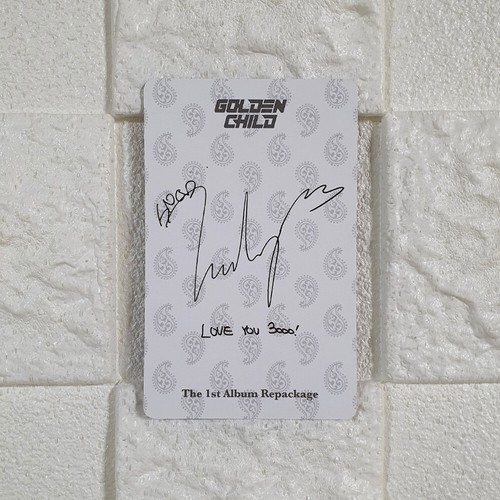 GOLDEN
CHILD
LOVE YOU 3000!
The 1st Album Repackage